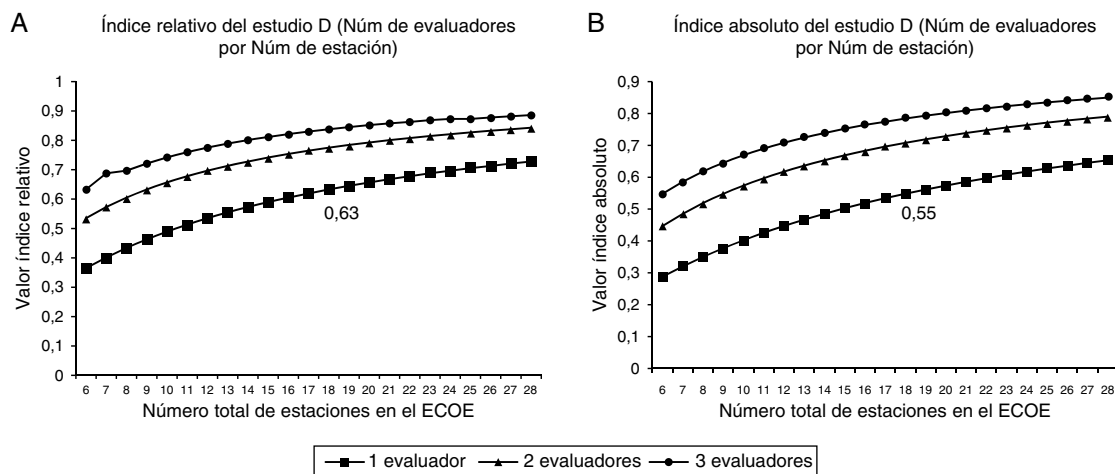 A
Índice relativo del estudio D (Núm de evaluadores
por Núm de estación)
Valor índice relativo
1
0,9
0,8
0,7
0,6
0,5
0,4
0,3
0,2
0,1
0
0,63
6 7 8 9 10 11 12 13 14 15 16 17 18 19 20 21 22 23 24 25 26 27 28
Número total de estaciones en el ECOE
B
Índice absoluto del estudio D (Núm de evaluadores
por Núm de estación)
Valor índice absoluto
0,9
0,8
0,7
0,6
0,5
0,4
0,3
0,2
0,1
0
0,55
6 7 8 9 10 11 12 13 14 15 16 17 18 19 20 21 22 23 24 25 26 27 28
Número total de estaciones en el ECOE
1 evaluador 2 evaluadores 3 evaluadores